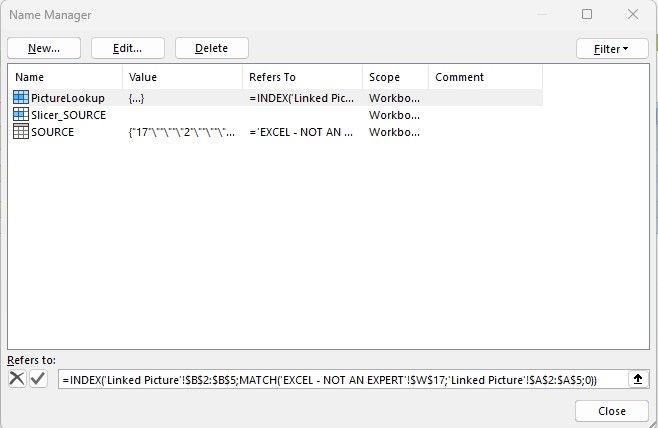 Name Manager
New... Edit... Delete Filter
Name Value Refers To Scope Comment
PictureLookup {...} =INDEX('Linked Pic... Workbo...
Slicer_SOURCE Workbo...
SOURCE {"17"\""\""\"2"\""\""\"... ='EXCEL - NOT AN ... Workbo...
Refers to:
=INDEX('Linked Picture'!$B$2:$B$5;MATCH('EXCEL - NOT AN EXPERT'!$W$17;'Linked Picture'!$A$2:$A$5;0))
Close